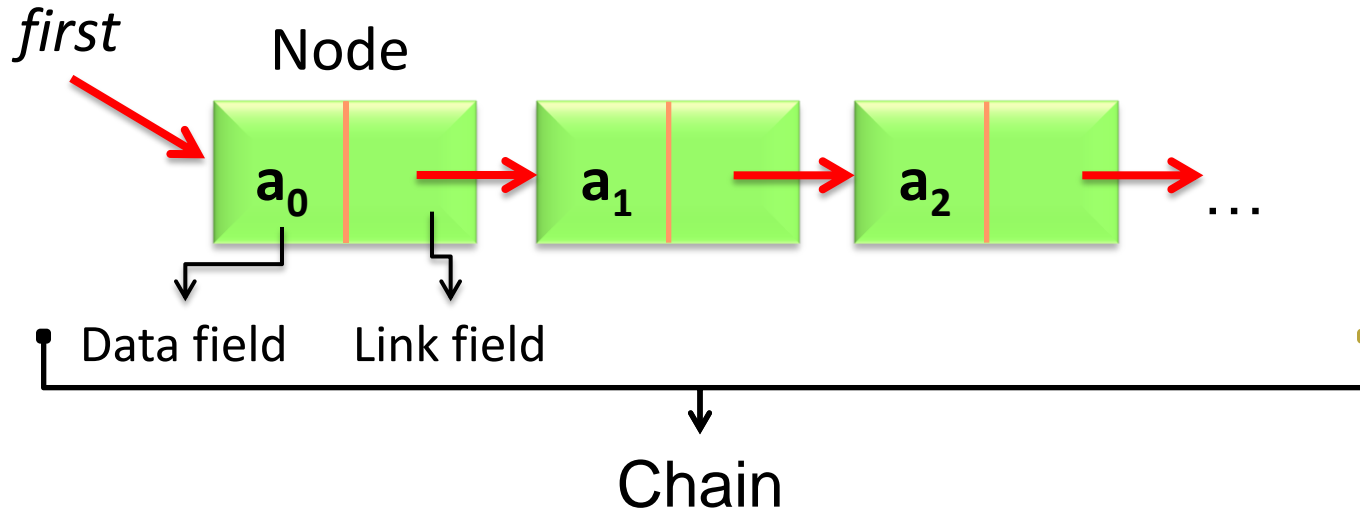 first
Node
a₀ a₁ a₂ ...
Data field Link field
Chain